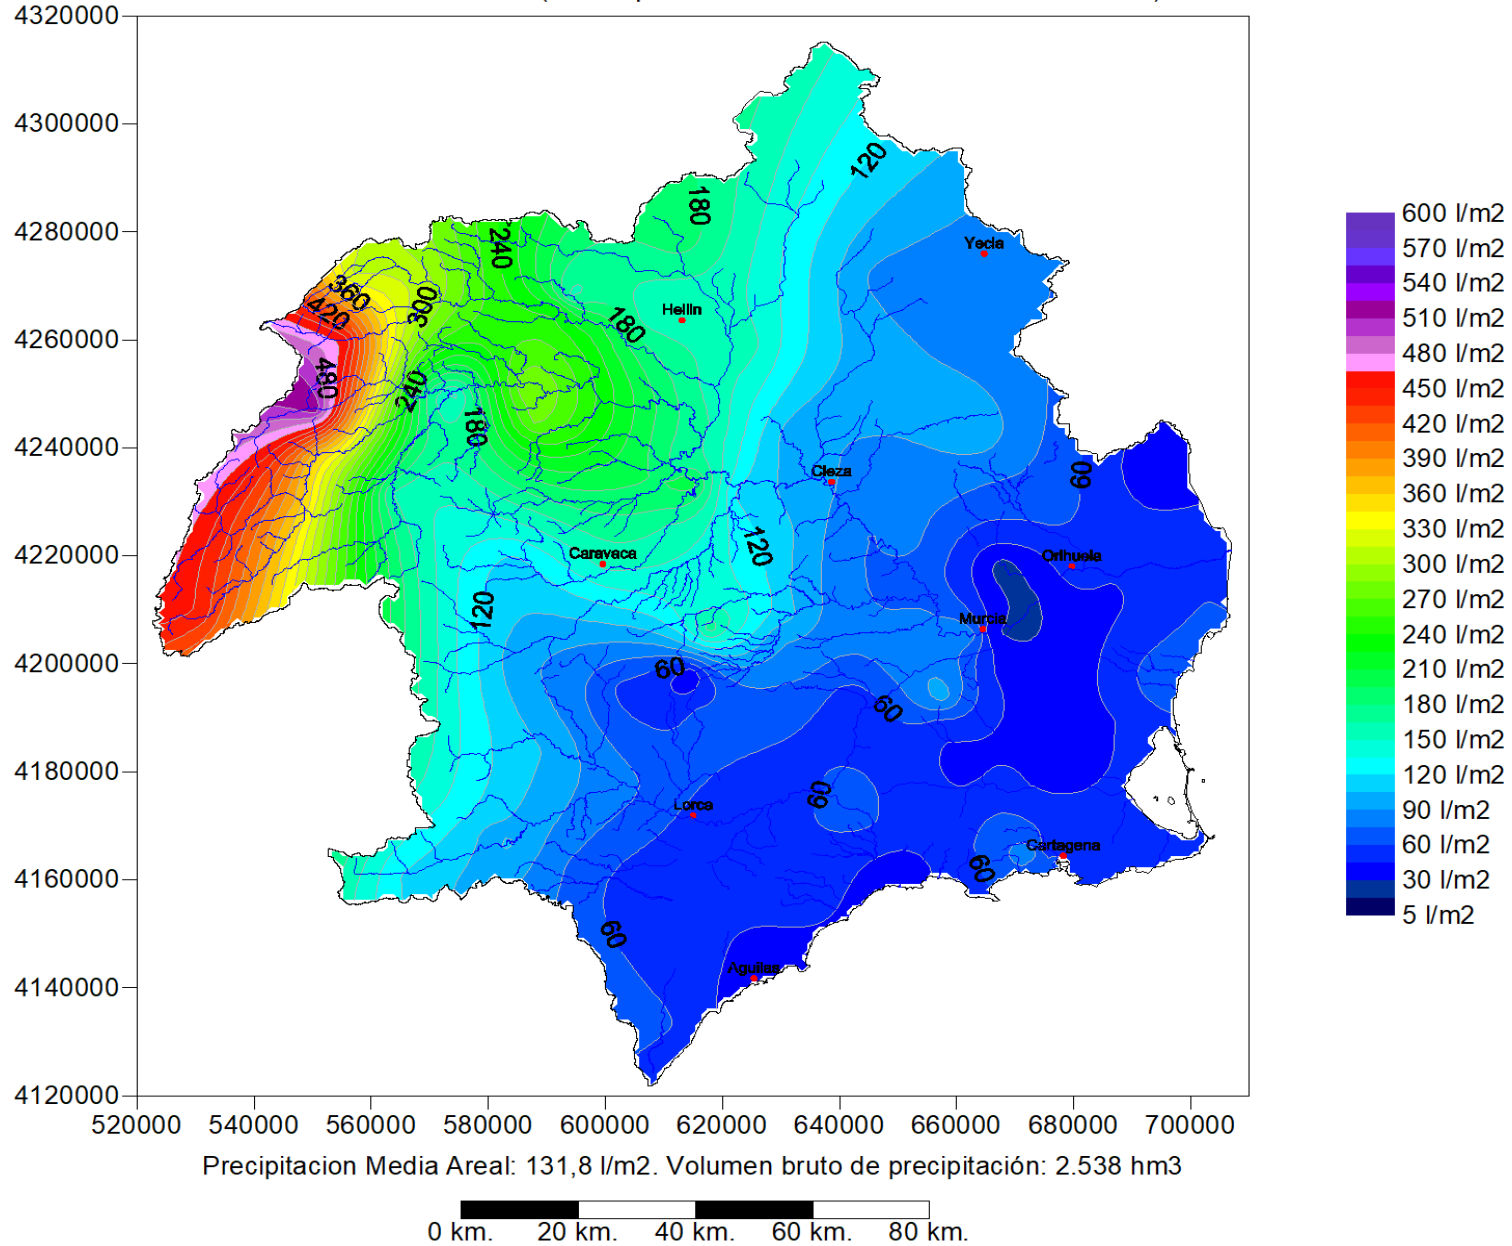 4320000
4300000
4280000
4260000
4240000
4220000
4200000
4180000
4160000
4140000
4120000
520000 540000 560000 580000 600000 620000 640000 660000 680000 700000
120
180
240
Yecla
360
300
420
Hellin
180
480
240
180
Cieza
60
120
Caravaca
Orihuela
120
Murcia
60
60
60
Lorca
Cartagena
60
60
Aguilas
600 l/m2
570 l/m2
540 l/m2
510 l/m2
480 l/m2
450 l/m2
420 l/m2
390 l/m2
360 l/m2
330 l/m2
300 l/m2
270 l/m2
240 l/m2
210 l/m2
180 l/m2
150 l/m2
120 l/m2
90 l/m2
60 l/m2
30 l/m2
5 l/m2
Precipitacion Media Areal: 131,8 l/m2. Volumen bruto de precipitación: 2.538 hm3
0 km. 20 km. 40 km. 60 km. 80 km.